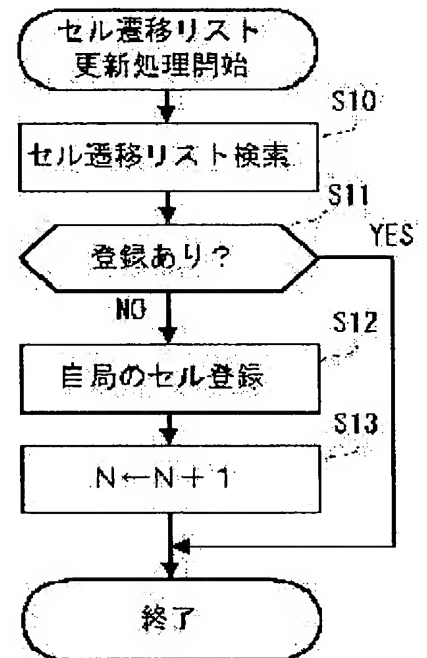 セル遷移リスト
更新処理開始
S10
セル遷移リスト検索
S11
登録あり？
YES
NO
S12
自局のセル登録
S13
N←N＋1
終了